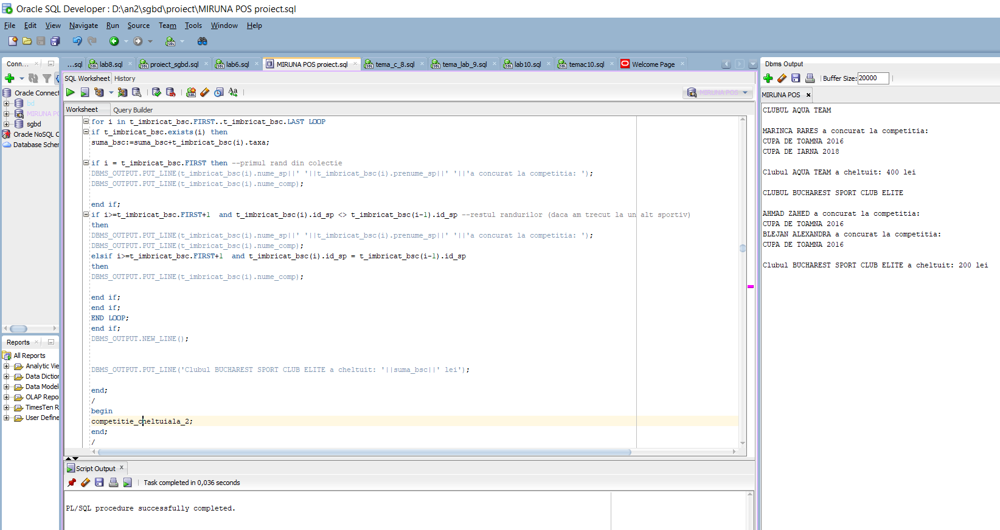 Oracle SQL Developer : D:\an2\sgbd\proiect\MIRUNA POS proiect.sql
File Edit View Navigate Run Source Team Tools Window Help
Conn...
...sql lab8.sql proiect_sgbd.sql lab6.sql MIRUNA POS proiect.sql tema_c_8.sql tema_lab_9.sql lab10.sql temac10.sql Welcome Page
SQL Worksheet History
Oracle Connect
bd
MIRUNA PO
sgbd
Oracle NoSQL C
Database Scher
MIRUNA POS
Worksheet Query Builder
for i in t_imbricat_bsc.FIRST..t_imbricat_bsc.LAST LOOP
if t_imbricat_bsc.exists(i) then
suma_bsc:=suma_bsc+t_imbricat_bsc(i).taxa;
if i = t_imbricat_bsc.FIRST then --primul rand din colectie
DBMS_OUTPUT.PUT_LINE(t_imbricat_bsc(i).nume_sp||' '||t_imbricat_bsc(i).prenume_sp||' '||'a concurat la competitia: ');
DBMS_OUTPUT.PUT_LINE(t_imbricat_bsc(i).nume_comp);
end if;
if i>=t_imbricat_bsc.FIRST+1  and t_imbricat_bsc(i).id_sp <> t_imbricat_bsc(i-1).id_sp --restul randurilor (daca am trecut la un alt sportiv)
then
DBMS_OUTPUT.PUT_LINE(t_imbricat_bsc(i).nume_sp||' '||t_imbricat_bsc(i).prenume_sp||' '||'a concurat la competitia: ');
DBMS_OUTPUT.PUT_LINE(t_imbricat_bsc(i).nume_comp);
elsif i>=t_imbricat_bsc.FIRST+1  and t_imbricat_bsc(i).id_sp = t_imbricat_bsc(i-1).id_sp
then
DBMS_OUTPUT.PUT_LINE(t_imbricat_bsc(i).nume_comp);
end if;
end if;
END LOOP;
end if;
DBMS_OUTPUT.NEW_LINE();
DBMS_OUTPUT.PUT_LINE('Clubul BUCHAREST SPORT CLUB ELITE a cheltuit: '||suma_bsc||' lei');
end;
/
begin
competitie_cheltuiala_2;
end;
/
Reports
All Reports
Analytic Vie
Data Diction
Data Model
OLAP Repo
TimesTen R
User Define
Script Output
Task completed in 0,036 seconds
PL/SQL procedure successfully completed.
Dbms Output
Buffer Size: 20000
MIRUNA POS
CLUBUL AQUA TEAM
MARINCA RARES a concurat la competitia:
CUPA DE TOAMNA 2016
CUPA DE IARNA 2018
Clubul AQUA TEAM a cheltuit: 400 lei
CLUBUL BUCHAREST SPORT CLUB ELITE
AHMAD ZAHED a concurat la competitia:
CUPA DE TOAMNA 2016
BLEJAN ALEXANDRA a concurat la competitia:
CUPA DE TOAMNA 2016
Clubul BUCHAREST SPORT CLUB ELITE a cheltuit: 200 lei